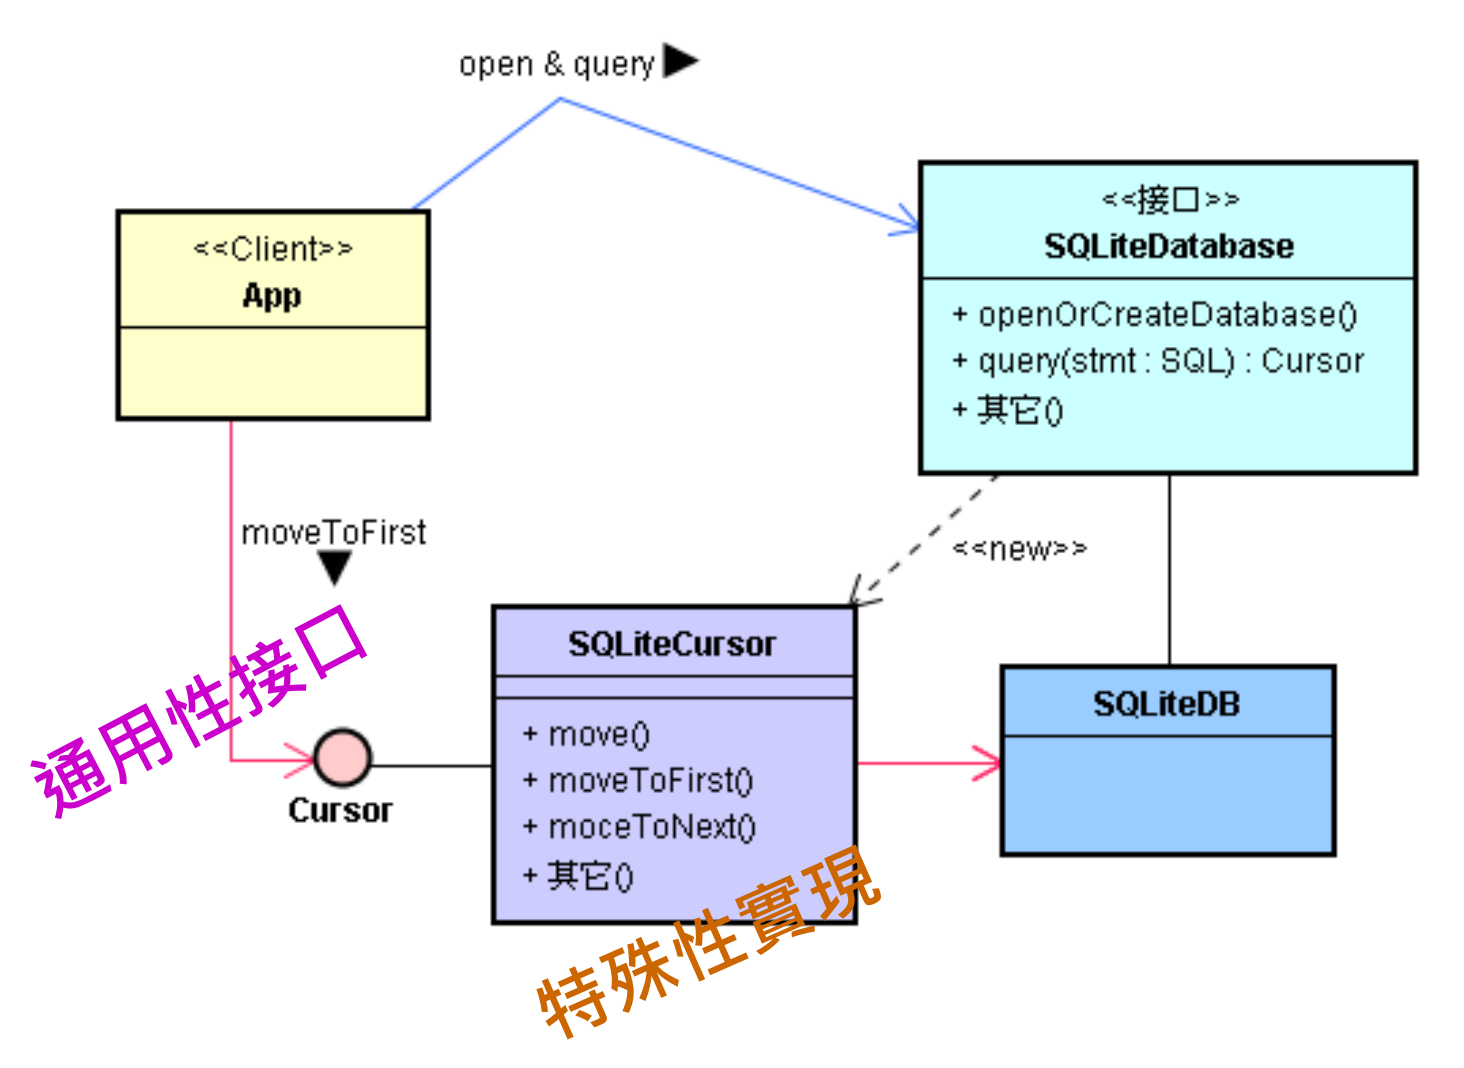 open & query
<<Client>>
App
<<接口>>
SQLiteDatabase
+ openOrCreateDatabase()
+ query(stmt : SQL) : Cursor
+ 其它()
moveToFirst
<<new>>
通用性接口
Cursor
SQLiteCursor
+ move()
+ moveToFirst()
+ moceToNext()
+ 其它()
SQLiteDB
特殊性實現